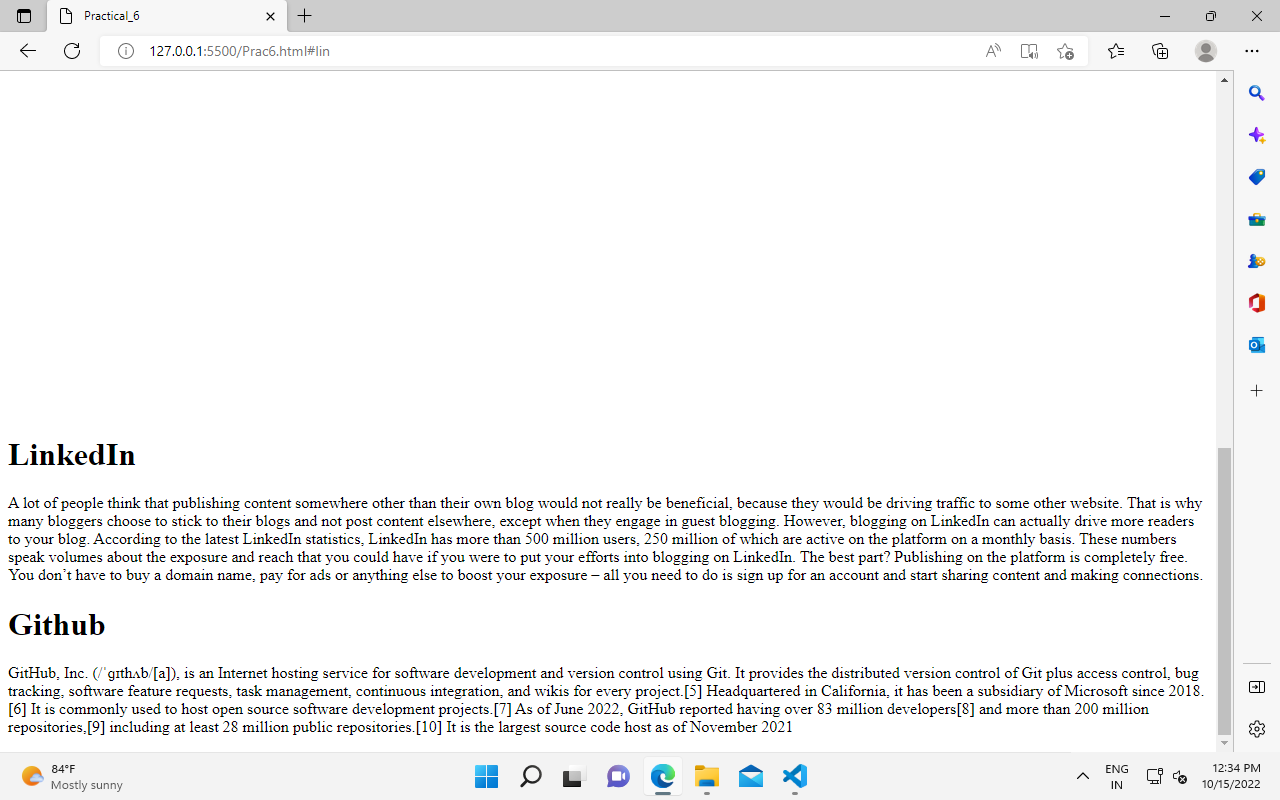 Practical_6
127.0.0.1:5500/Prac6.html#lin
LinkedIn
A lot of people think that publishing content somewhere other than their own blog would not really be beneficial, because they would be driving traffic to some other website. That is why
many bloggers choose to stick to their blogs and not post content elsewhere, except when they engage in guest blogging. However, blogging on LinkedIn can actually drive more readers
to your blog. According to the latest LinkedIn statistics, LinkedIn has more than 500 million users, 250 million of which are active on the platform on a monthly basis. These numbers
speak volumes about the exposure and reach that you could have if you were to put your efforts into blogging on LinkedIn. The best part? Publishing on the platform is completely free.
You don’t have to buy a domain name, pay for ads or anything else to boost your exposure – all you need to do is sign up for an account and start sharing content and making connections.
Github
GitHub, Inc. (/ˈɡɪthʌb/[a]), is an Internet hosting service for software development and version control using Git. It provides the distributed version control of Git plus access control, bug
tracking, software feature requests, task management, continuous integration, and wikis for every project.[5] Headquartered in California, it has been a subsidiary of Microsoft since 2018.
[6] It is commonly used to host open source software development projects.[7] As of June 2022, GitHub reported having over 83 million developers[8] and more than 200 million
repositories,[9] including at least 28 million public repositories.[10] It is the largest source code host as of November 2021
84°F
Mostly sunny
ENG
IN
12:34 PM
10/15/2022